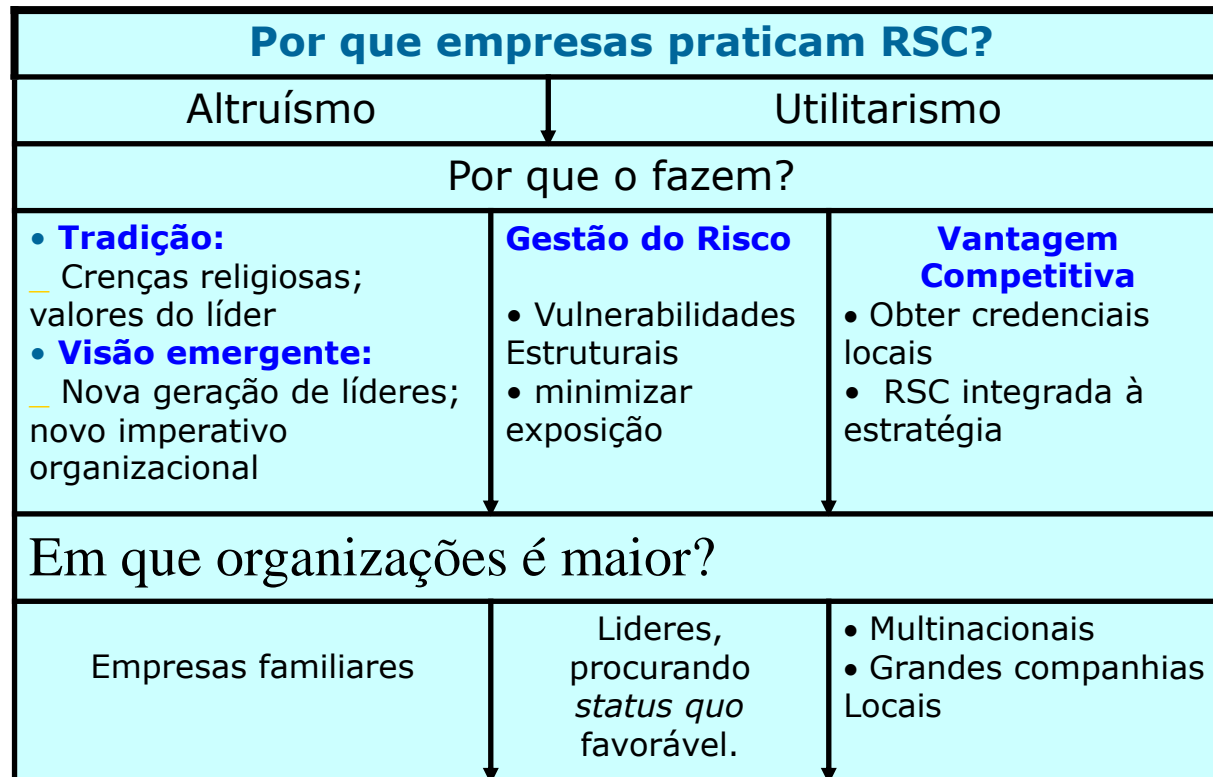 Por que empresas praticam RSC?
Altruísmo
Utilitarismo
Por que o fazem?
• Tradição:
_ Crenças religiosas;
valores do líder
• Visão emergente:
_ Nova geração de líderes;
novo imperativo
organizacional
Gestão do Risco
• Vulnerabilidades
Estruturais
• minimizar
exposição
Vantagem
Competitiva
• Obter credenciais
locais
• RSC integrada à
estratégia
Em que organizações é maior?
Empresas familiares
Lideres,
procurando
status quo
favorável.
• Multinacionais
• Grandes companhias
Locais